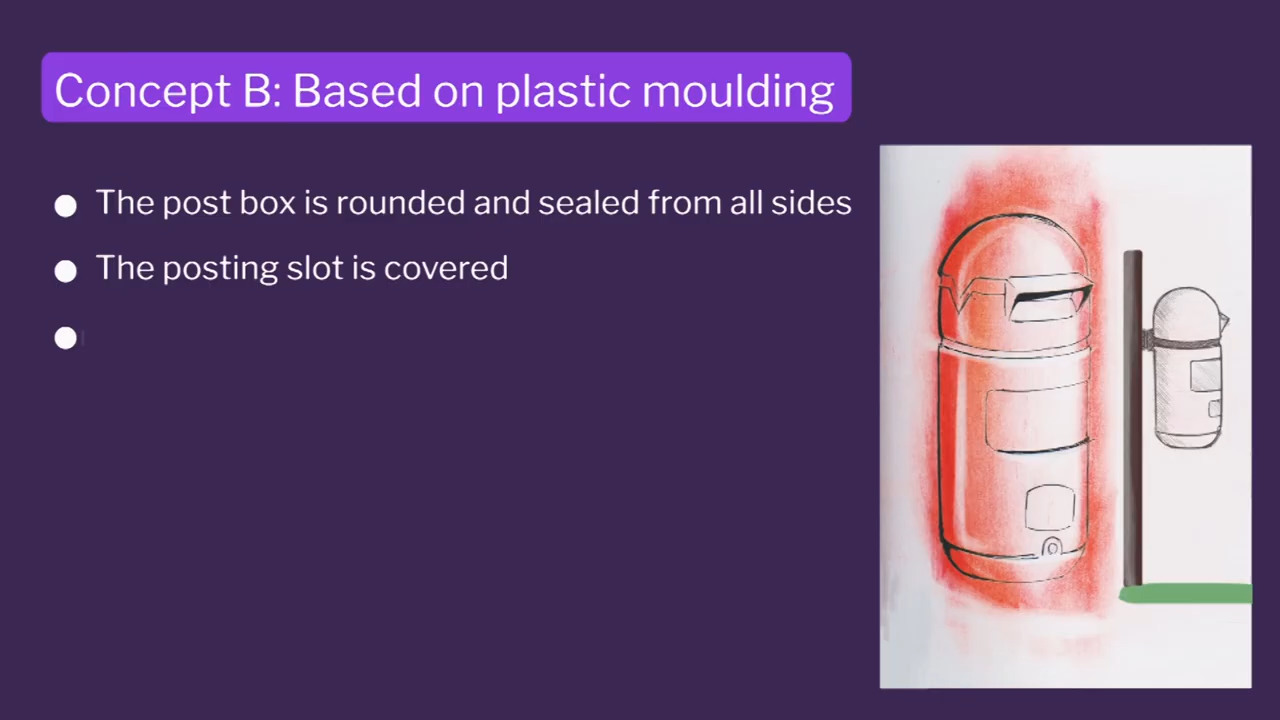 Concept B: Based on plastic moulding
The post box is rounded and sealed from all sides
The posting slot is covered